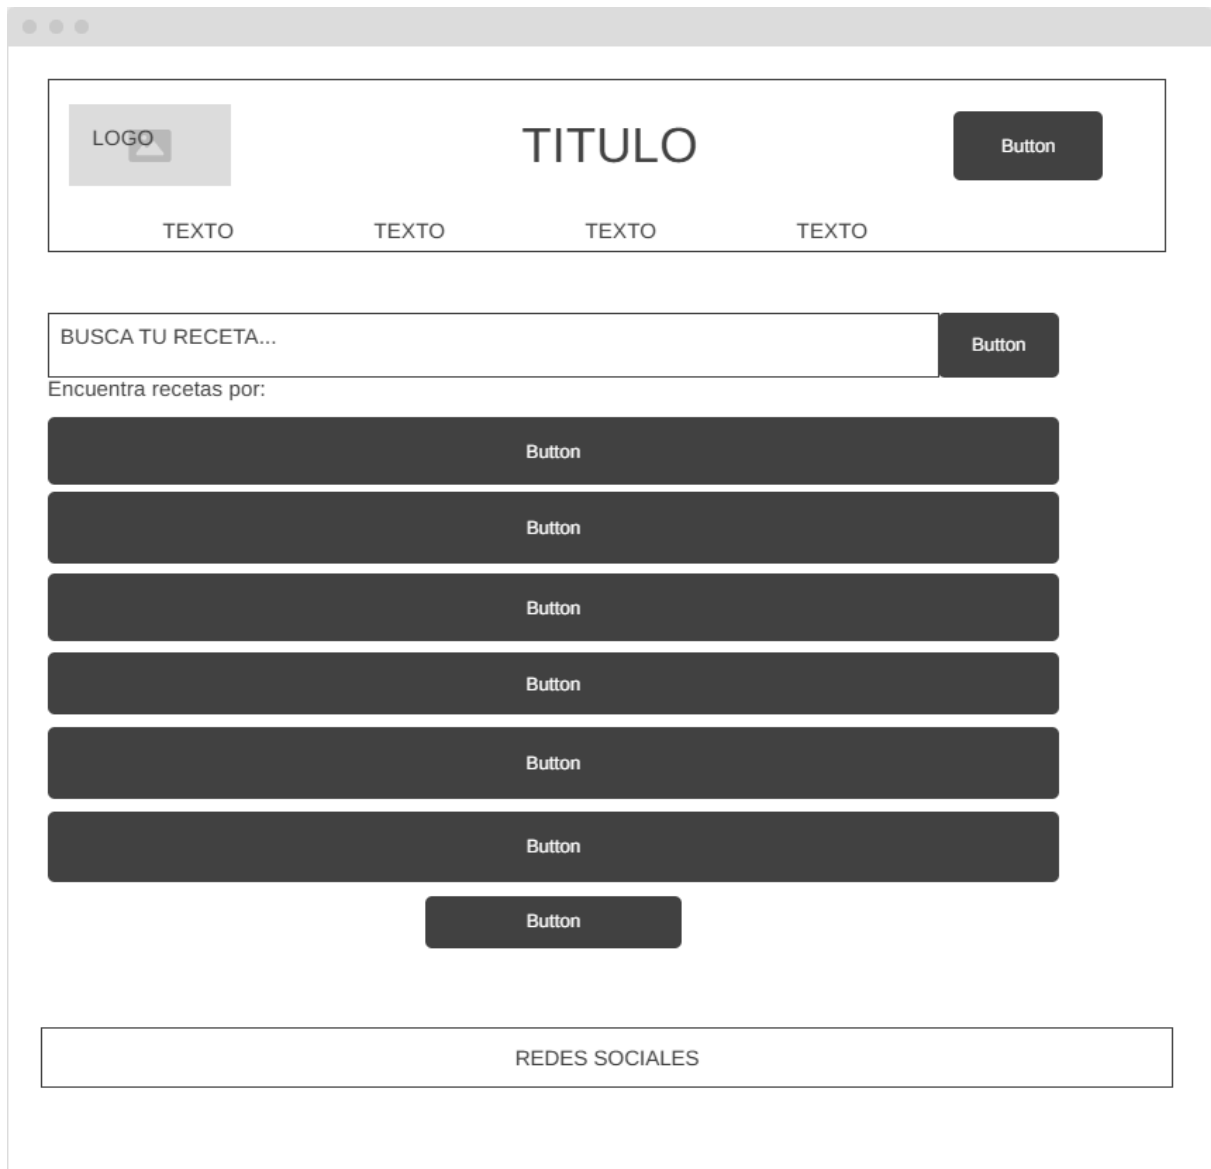 LOGO
TITULO
Button
TEXTO TEXTO TEXTO TEXTO
BUSCA TU RECETA...
Button
Encuentra recetas por:
Button
Button
Button
Button
Button
Button
Button
REDES SOCIALES